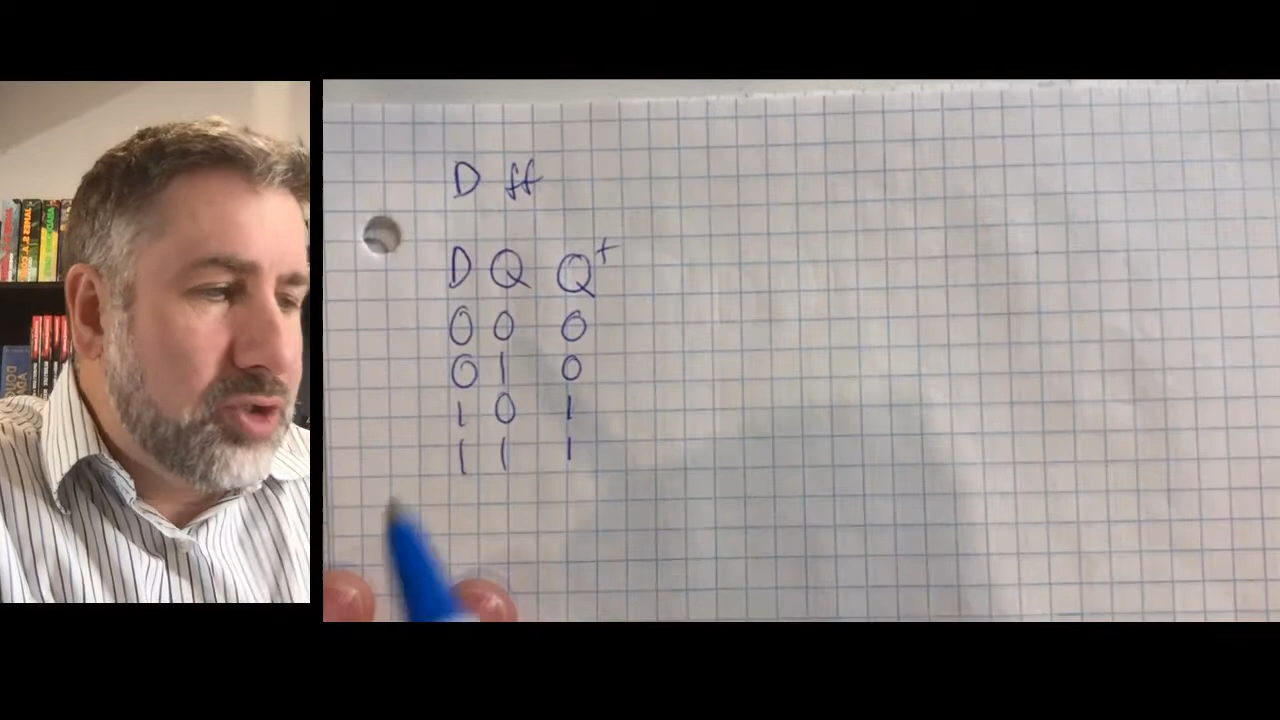 D ff
D Q Q⁺
0 0 0
0 1 0
1 0 1
1 1 1